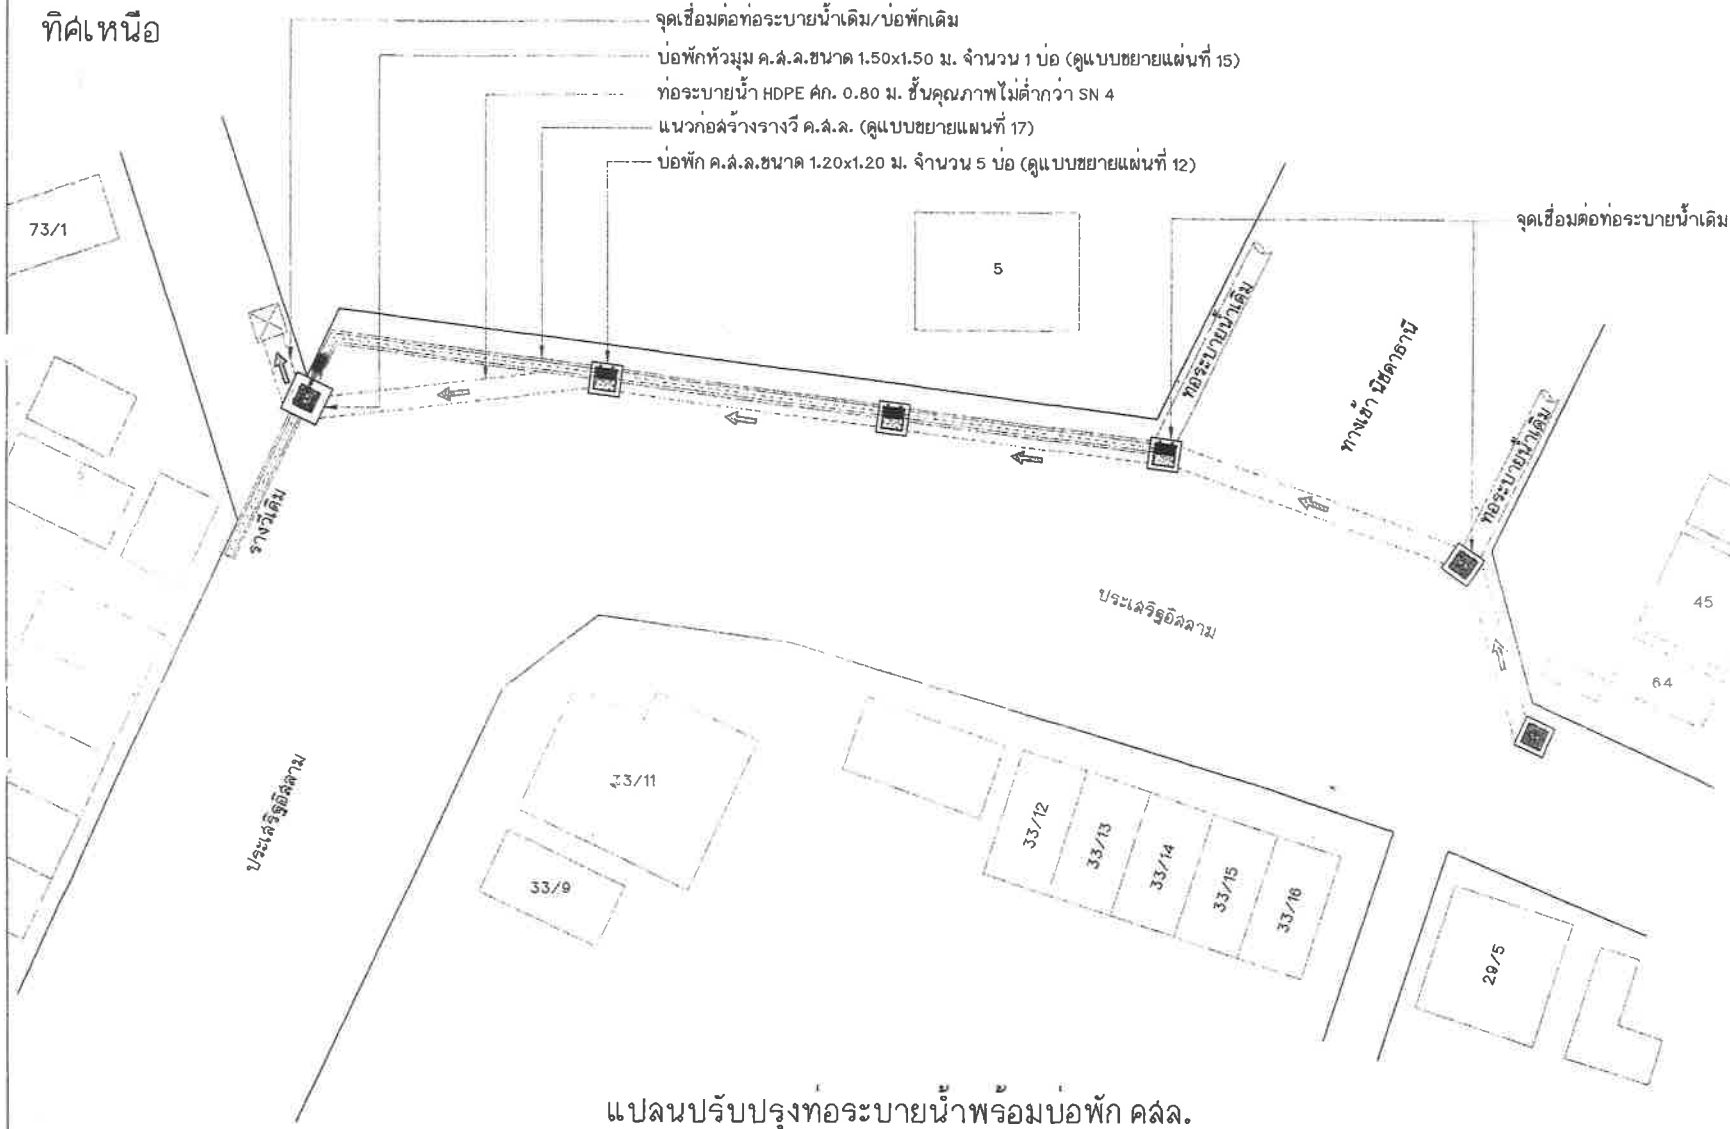 ทิศเหนือ
จุดเชื่อมต่อท่อระบายน้ำเดิม/บ่อพักเดิม
บ่อพักหัวมุม ค.ส.ล.ขนาด 1.50x1.50 ม. จำนวน 1 บ่อ (ดูแบบขยายแผ่นที่ 15)
ท่อระบายน้ำ HDPE ศก. 0.80 ม. ชั้นคุณภาพไม่ต่ำกว่า SN 4
แนวก่อสร้างรางวี ค.ส.ล. (ดูแบบขยายแผ่นที่ 17)
บ่อพัก ค.ส.ล.ขนาด 1.20x1.20 ม. จำนวน 5 บ่อ (ดูแบบขยายแผ่นที่ 12)
จุดเชื่อมต่อท่อระบายน้ำเดิม
73/1
5
ท่อระบายน้ำเดิม
ทางเข้า นิชดาธานี
ท่อระบายน้ำเดิม
รางวีเดิม
ประเสริฐอิสลาม
45
64
ประเสริฐอิสลาม
33/11
33/9
33/12
33/13
33/14
33/15
33/16
29/5
แปลนปรับปรุงท่อระบายน้ำพร้อมบ่อพัก คสล.